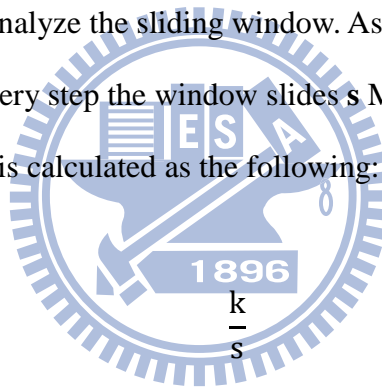 nalyze the sliding window. As
ery step the window slides s M
is calculated as the following:
E S A
1896
k
s